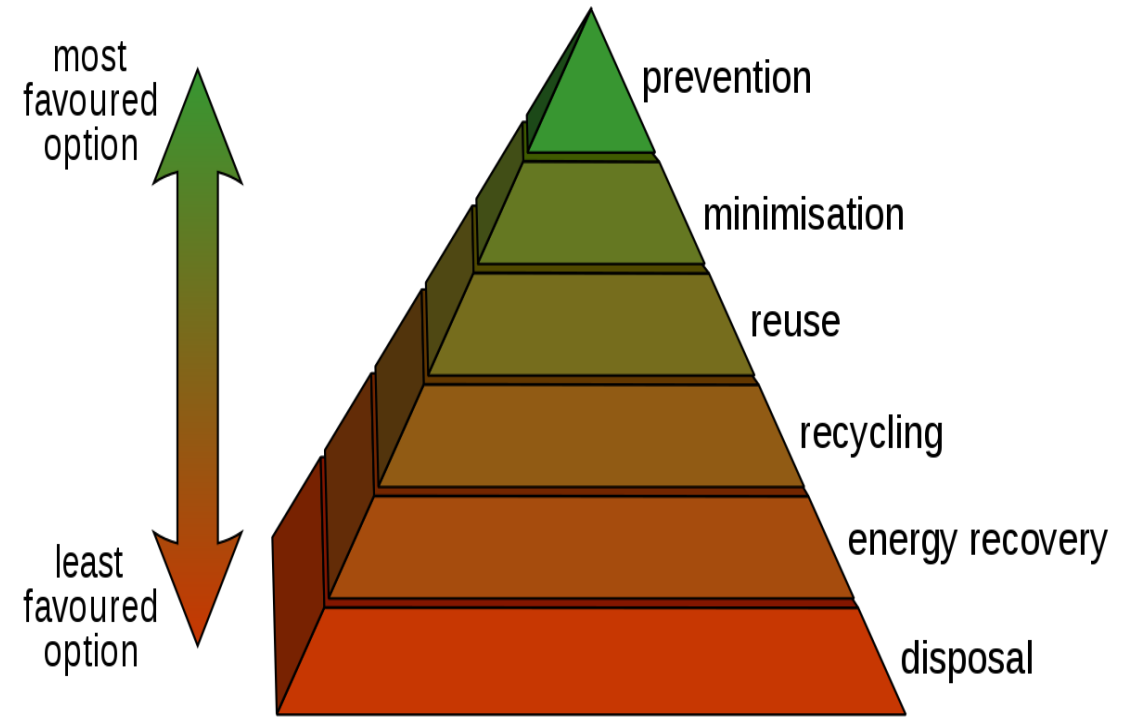 most
favoured
option
prevention
minimisation
reuse
recycling
energy recovery
least
favoured
option
disposal